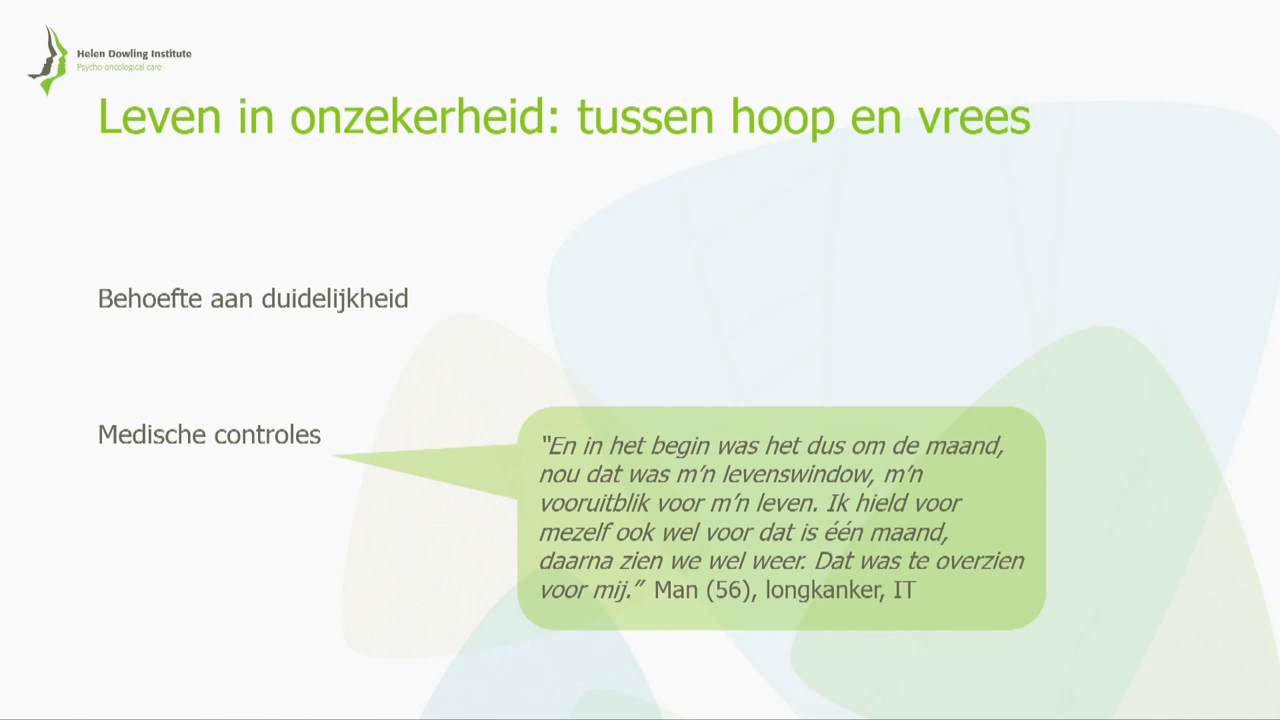 Helen Dowling Institute
Psycho-oncological care
Leven in onzekerheid: tussen hoop en vrees
Behoefte aan duidelijkheid
Medische controles
“En in het begin was het dus om de maand,
nou dat was m’n levenswindow, m’n
vooruitblik voor m’n leven. Ik hield voor
mezelf ook wel voor dat is één maand,
daarna zien we wel weer. Dat was te overzien
voor mij.” Man (56), longkanker, IT